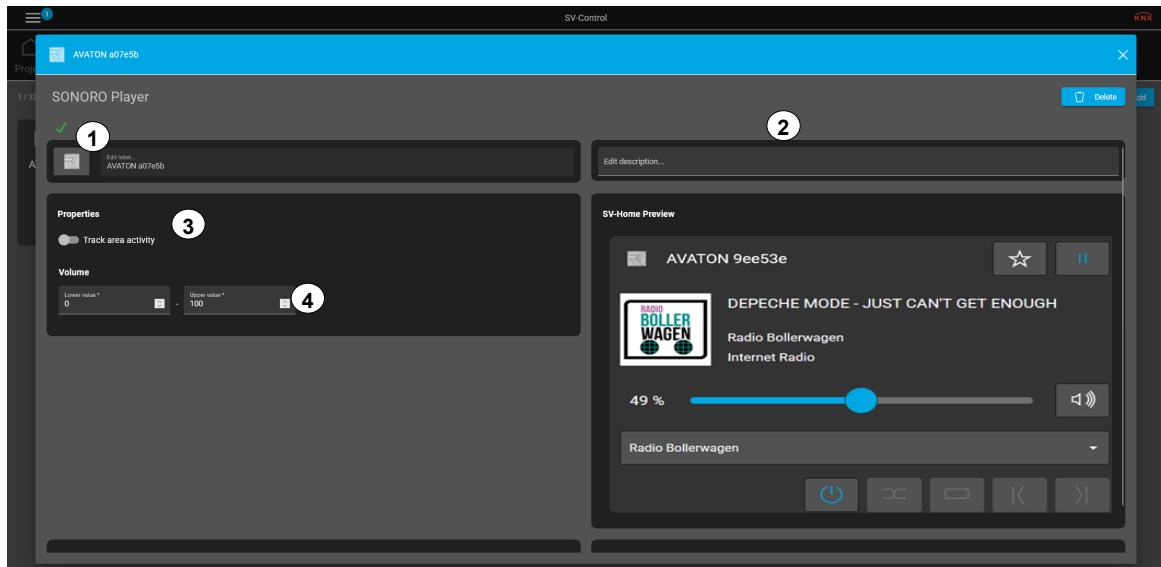 1
SV-Control
KNX
Proje
AVATON a07e5b
1 / 32
SONORO Player
Delete
dd
1
2
A
Edit label...
AVATON a07e5b
Edit description...
Properties
3
Track area activity
Volume
Lower value *
0
-
Upper value *
100
4
SV-Home Preview
AVATON 9ee53e
RADIO
BOLLER
WAGEN
DEPECHE MODE - JUST CAN'T GET ENOUGH
Radio Bollerwagen
Internet Radio
49 %
Radio Bollerwagen